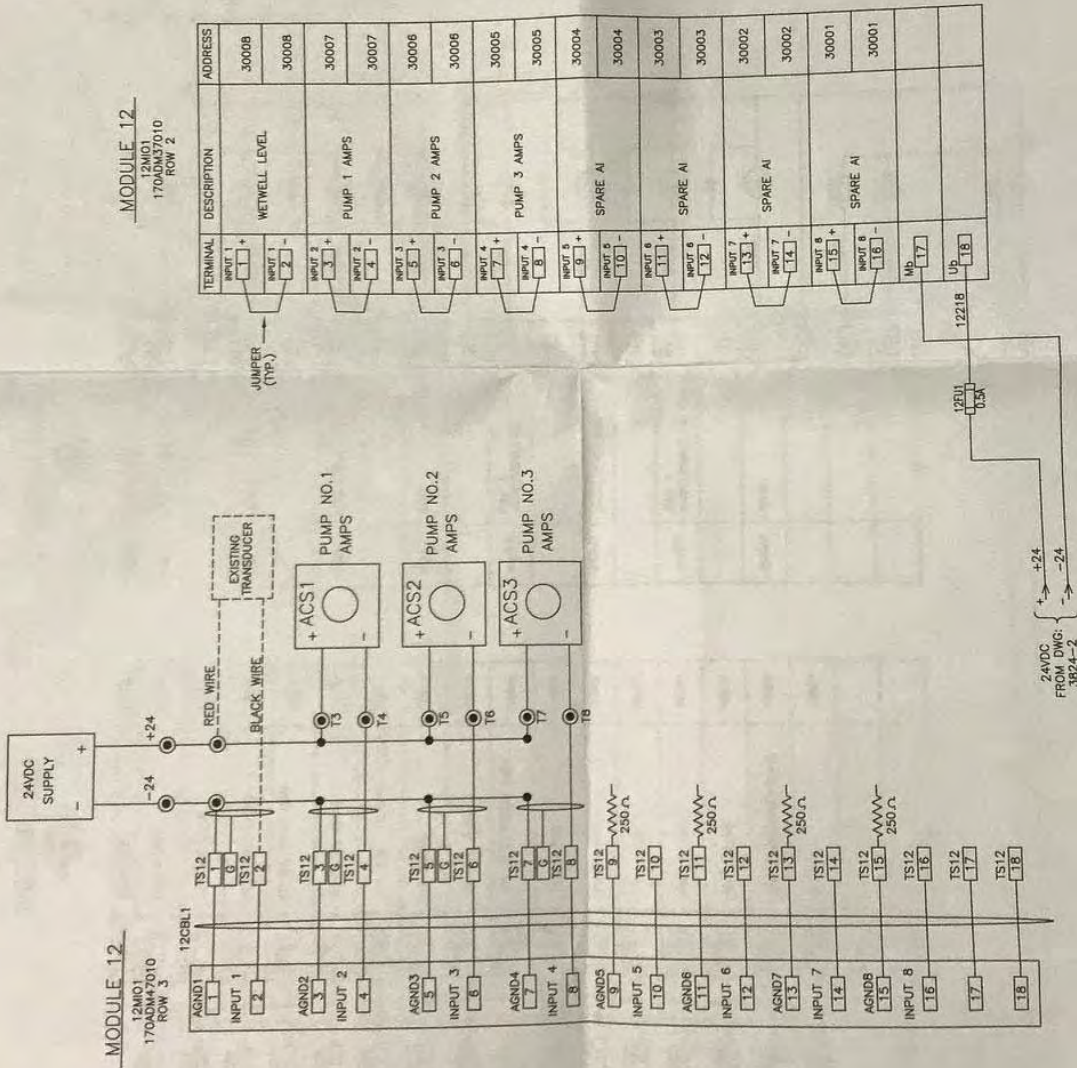 MODULE 12
12MIO1
170ADM37010
ROW 2
TERMINAL DESCRIPTION ADDRESS
INPUT 1
1 +
WETWELL LEVEL
30008
INPUT 1
2 -
30008
INPUT 2
3 +
PUMP 1 AMPS
30007
INPUT 2
4 -
30007
INPUT 3
5 +
PUMP 2 AMPS
30006
INPUT 3
6 -
30006
INPUT 4
7 +
PUMP 3 AMPS
30005
INPUT 4
8 -
30005
INPUT 5
9 +
SPARE AI
30004
INPUT 5
10 -
30004
INPUT 6
11 +
SPARE AI
30003
INPUT 6
12 -
30003
INPUT 7
13 +
SPARE AI
30002
INPUT 7
14 -
30002
INPUT 8
15 +
SPARE AI
30001
INPUT 8
16 -
30001
Mb
17
Ub
18
JUMPER
(TYP.)
12218
12FU1
0.5A
24VDC
FROM DWG:
3824-2
+ +24
- -24
24VDC
SUPPLY
- +
-24 +24
RED WIRE
BLACK WIRE
EXISTING
TRANSDUCER
+ ACS1 -
PUMP NO.1
AMPS
T3
T4
+ ACS2 -
PUMP NO.2
AMPS
T5
T6
+ ACS3 -
PUMP NO.3
AMPS
T7
T8
MODULE 12
12MIO1
170ADM47010
ROW 3
12CBL1
AGND1
1
TS12
1
G
INPUT 1
2
TS12
2
AGND2
3
TS12
3
G
INPUT 2
4
TS12
4
AGND3
5
TS12
5
G
INPUT 3
6
TS12
6
AGND4
7
TS12
7
G
INPUT 4
8
TS12
8
AGND5
9
TS12
9
250Ω
INPUT 5
10
TS12
10
AGND6
11
TS12
11
250Ω
INPUT 6
12
TS12
12
AGND7
13
TS12
13
250Ω
INPUT 7
14
TS12
14
AGND8
15
TS12
15
250Ω
INPUT 8
16
TS12
16
17
TS12
17
18
TS12
18